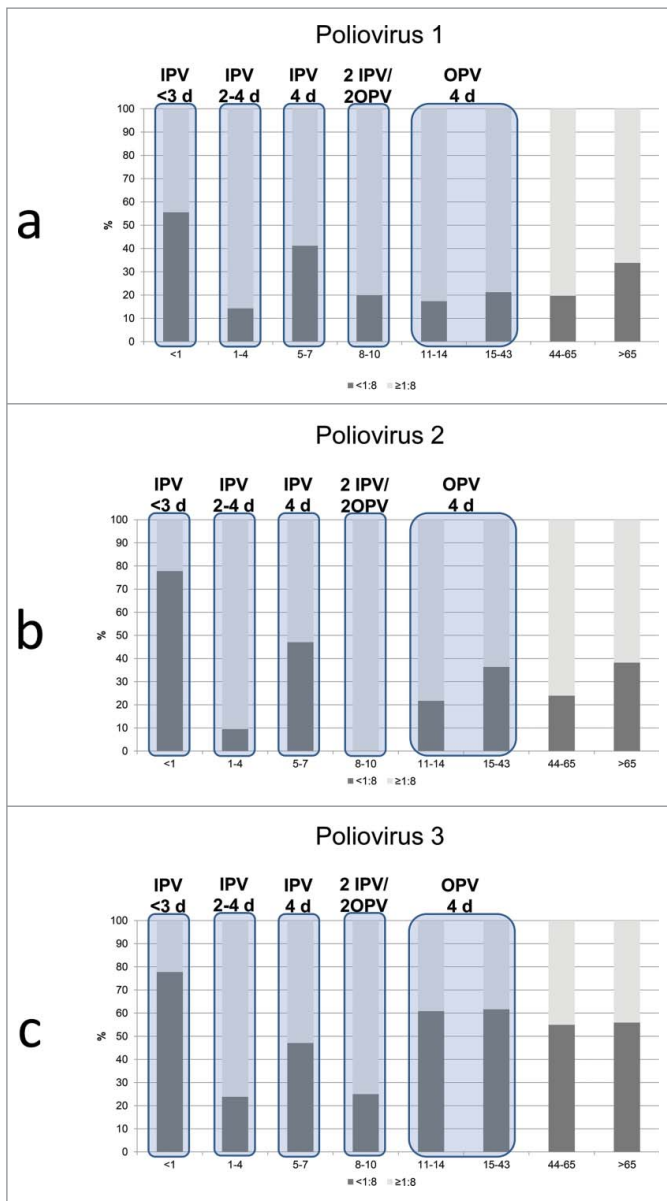 a
Poliovirus 1
IPV IPV IPV 2 IPV/ OPV
<3 d 2-4 d 4 d 2OPV 4 d
100
90
80
70
60
50
40
30
20
10
0
%
<1 1-4 5-7 8-10 11-14 15-43 44-65 >65
<1:8 ≥1:8
b
Poliovirus 2
IPV IPV IPV 2 IPV/ OPV
<3 d 2-4 d 4 d 2OPV 4 d
100
90
80
70
60
50
40
30
20
10
0
%
<1 1-4 5-7 8-10 11-14 15-43 44-65 >65
<1:8 ≥1:8
c
Poliovirus 3
IPV IPV IPV 2 IPV/ OPV
<3 d 2-4 d 4 d 2OPV 4 d
100
90
80
70
60
50
40
30
20
10
0
%
<1 1-4 5-7 8-10 11-14 15-43 44-65 >65
<1:8 ≥1:8